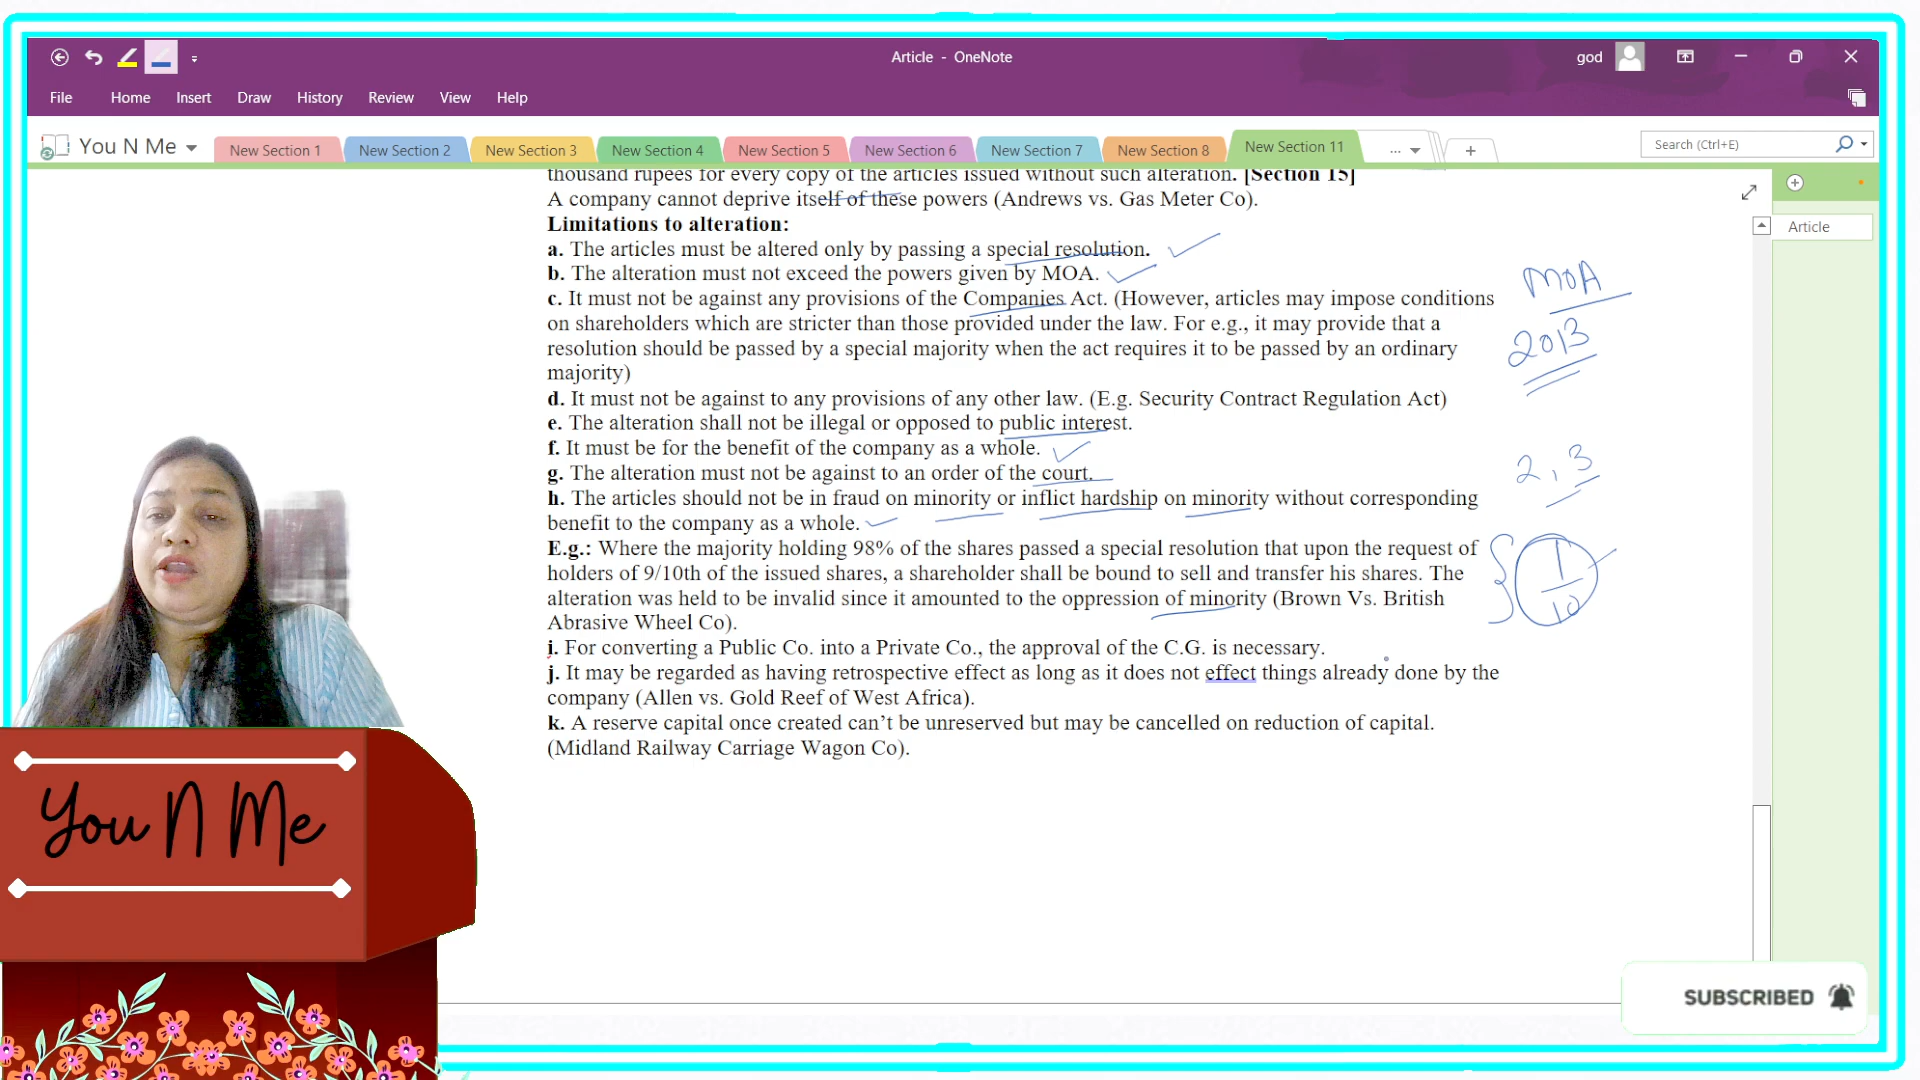 Article - OneNote
god
File Home Insert Draw History Review View Help
You N Me
New Section 1 New Section 2 New Section 3 New Section 4 New Section 5 New Section 6 New Section 7 New Section 8 New Section 11 ... +
Search (Ctrl+E)
Article
thousand rupees for every copy of the articles issued without such alteration. [Section 15]
A company cannot deprive itself of these powers (Andrews vs. Gas Meter Co).
Limitations to alteration:
a. The articles must be altered only by passing a special resolution.
b. The alteration must not exceed the powers given by MOA.
c. It must not be against any provisions of the Companies Act. (However, articles may impose conditions
on shareholders which are stricter than those provided under the law. For e.g., it may provide that a
resolution should be passed by a special majority when the act requires it to be passed by an ordinary
majority)
d. It must not be against to any provisions of any other law. (E.g. Security Contract Regulation Act)
e. The alteration shall not be illegal or opposed to public interest.
f. It must be for the benefit of the company as a whole.
g. The alteration must not be against to an order of the court.
h. The articles should not be in fraud on minority or inflict hardship on minority without corresponding
benefit to the company as a whole.
E.g.: Where the majority holding 98% of the shares passed a special resolution that upon the request of
holders of 9/10th of the issued shares, a shareholder shall be bound to sell and transfer his shares. The
alteration was held to be invalid since it amounted to the oppression of minority (Brown Vs. British
Abrasive Wheel Co).
i. For converting a Public Co. into a Private Co., the approval of the C.G. is necessary.
j. It may be regarded as having retrospective effect as long as it does not effect things already done by the
company (Allen vs. Gold Reef of West Africa).
k. A reserve capital once created can't be unreserved but may be cancelled on reduction of capital.
(Midland Railway Carriage Wagon Co).
MOA
2013
2, 3
1
10
You N Me
SUBSCRIBED